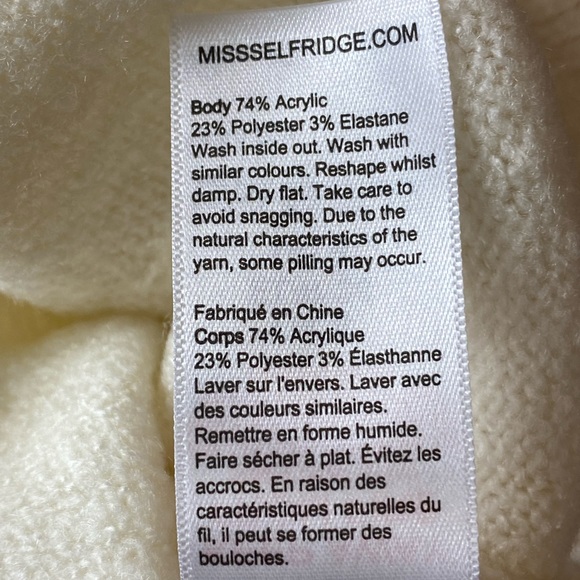 MISSSELFRIDGE.COM
Body 74% Acrylic
23% Polyester 3% Elastane
Wash inside out. Wash with
similar colours. Reshape whilst
damp. Dry flat. Take care to
avoid snagging. Due to the
natural characteristics of the
yarn, some pilling may occur.
Fabriqué en Chine
Corps 74% Acrylique
23% Polyester 3% Élasthanne
Laver sur l'envers. Laver avec
des couleurs similaires.
Remettre en forme humide.
Faire sécher à plat. Évitez les
accrocs. En raison des
caractéristiques naturelles du
fil, il peut se former des
bouloches.